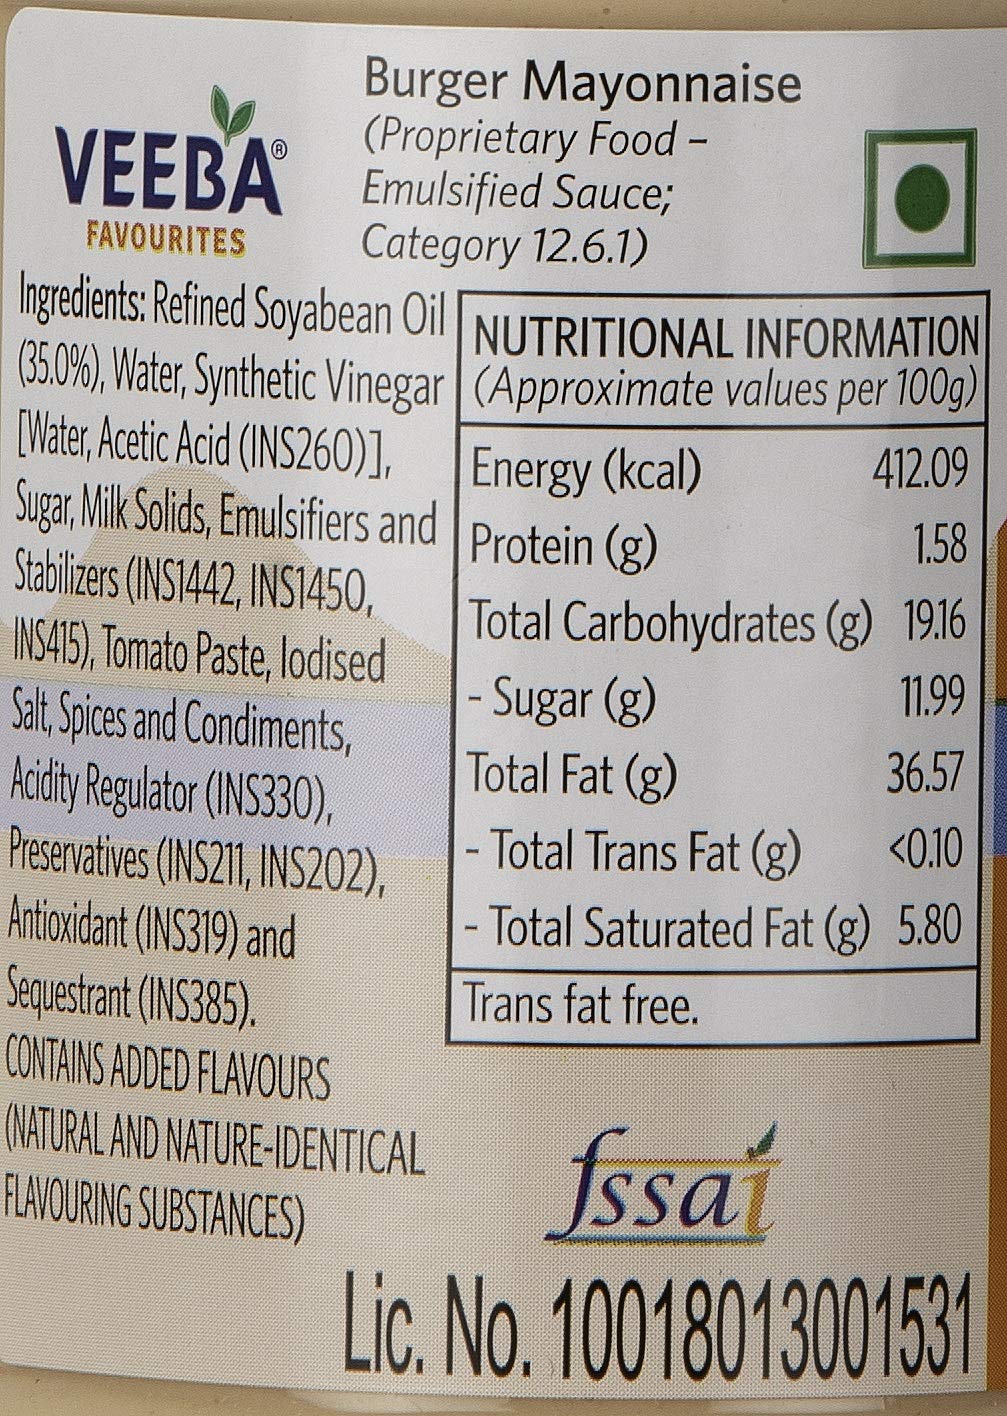 VEEBA®
FAVOURITES
Burger Mayonnaise
(Proprietary Food –
Emulsified Sauce;
Category 12.6.1)
Ingredients: Refined Soyabean Oil
(35.0%), Water, Synthetic Vinegar
[Water, Acetic Acid (INS260)],
Sugar, Milk Solids, Emulsifiers and
Stabilizers (INS1442, INS1450,
INS415), Tomato Paste, Iodised
Salt, Spices and Condiments,
Acidity Regulator (INS330),
Preservatives (INS211, INS202),
Antioxidant (INS319) and
Sequestrant (INS385).
CONTAINS ADDED FLAVOURS
(NATURAL AND NATURE-IDENTICAL
FLAVOURING SUBSTANCES)
NUTRITIONAL INFORMATION
(Approximate values per 100g)
Energy (kcal) 412.09
Protein (g) 1.58
Total Carbohydrates (g) 19.16
- Sugar (g) 11.99
Total Fat (g) 36.57
- Total Trans Fat (g) <0.10
- Total Saturated Fat (g) 5.80
Trans fat free.
fssai
Lic. No. 10018013001531